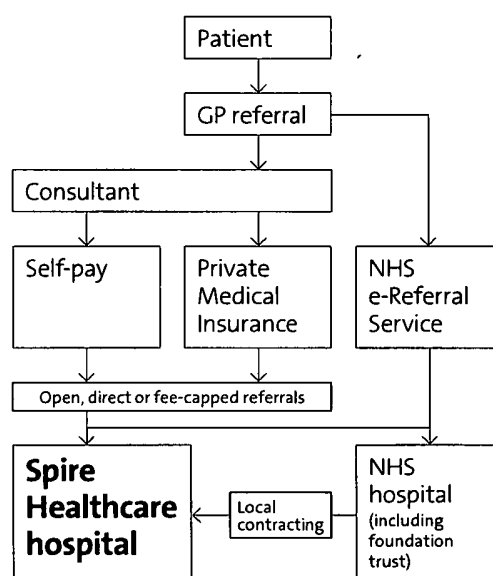 Patient
GP referral
Consultant
Self-pay
Private
Medical
Insurance
NHS
e-Referral
Service
Open, direct or fee-capped referrals
Spire
Healthcare
hospital
Local
contracting
NHS
hospital
(including
foundation
trust)